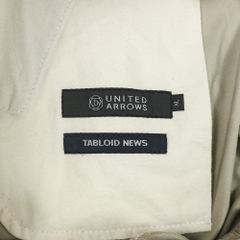 UNITED
ARROWS
XL
TABLOID NEWS